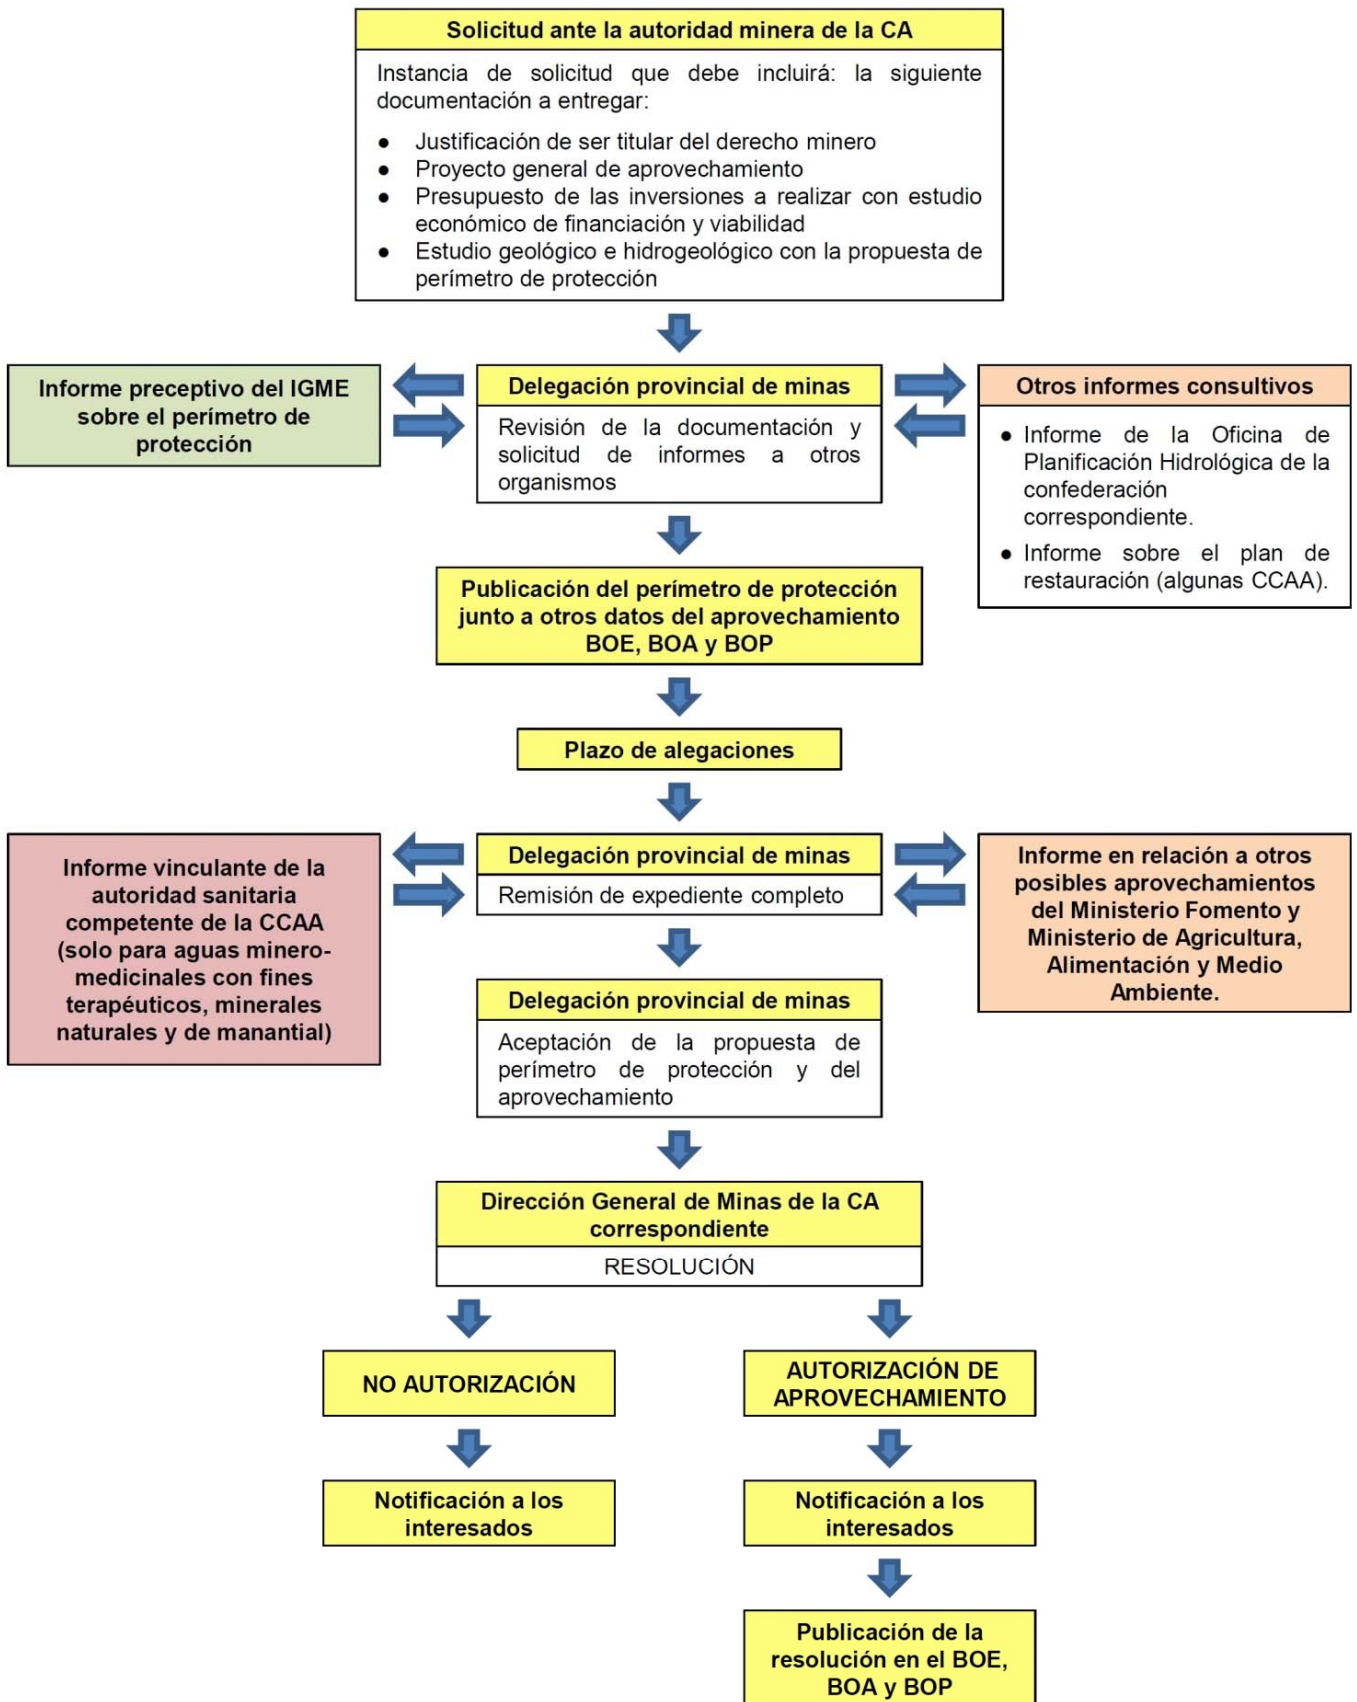 Solicitud ante la autoridad minera de la CA
Instancia de solicitud que debe incluirá: la siguiente
documentación a entregar:
● Justificación de ser titular del derecho minero
● Proyecto general de aprovechamiento
● Presupuesto de las inversiones a realizar con estudio
económico de financiación y viabilidad
● Estudio geológico e hidrogeológico con la propuesta de
perímetro de protección
Informe preceptivo del IGME
sobre el perímetro de
protección
Delegación provincial de minas
Revisión de la documentación y
solicitud de informes a otros
organismos
Otros informes consultivos
● Informe de la Oficina de
Planificación Hidrológica de la
confederación
correspondiente.
● Informe sobre el plan de
restauración (algunas CCAA).
Publicación del perímetro de protección
junto a otros datos del aprovechamiento
BOE, BOA y BOP
Plazo de alegaciones
Informe vinculante de la
autoridad sanitaria
competente de la CCAA
(solo para aguas minero-
medicinales con fines
terapéuticos, minerales
naturales y de manantial)
Delegación provincial de minas
Remisión de expediente completo
Informe en relación a otros
posibles aprovechamientos
del Ministerio Fomento y
Ministerio de Agricultura,
Alimentación y Medio
Ambiente.
Delegación provincial de minas
Aceptación de la propuesta de
perímetro de protección y del
aprovechamiento
Dirección General de Minas de la CA
correspondiente
RESOLUCIÓN
NO AUTORIZACIÓN
AUTORIZACIÓN DE
APROVECHAMIENTO
Notificación a los
interesados
Notificación a los
interesados
Publicación de la
resolución en el BOE,
BOA y BOP